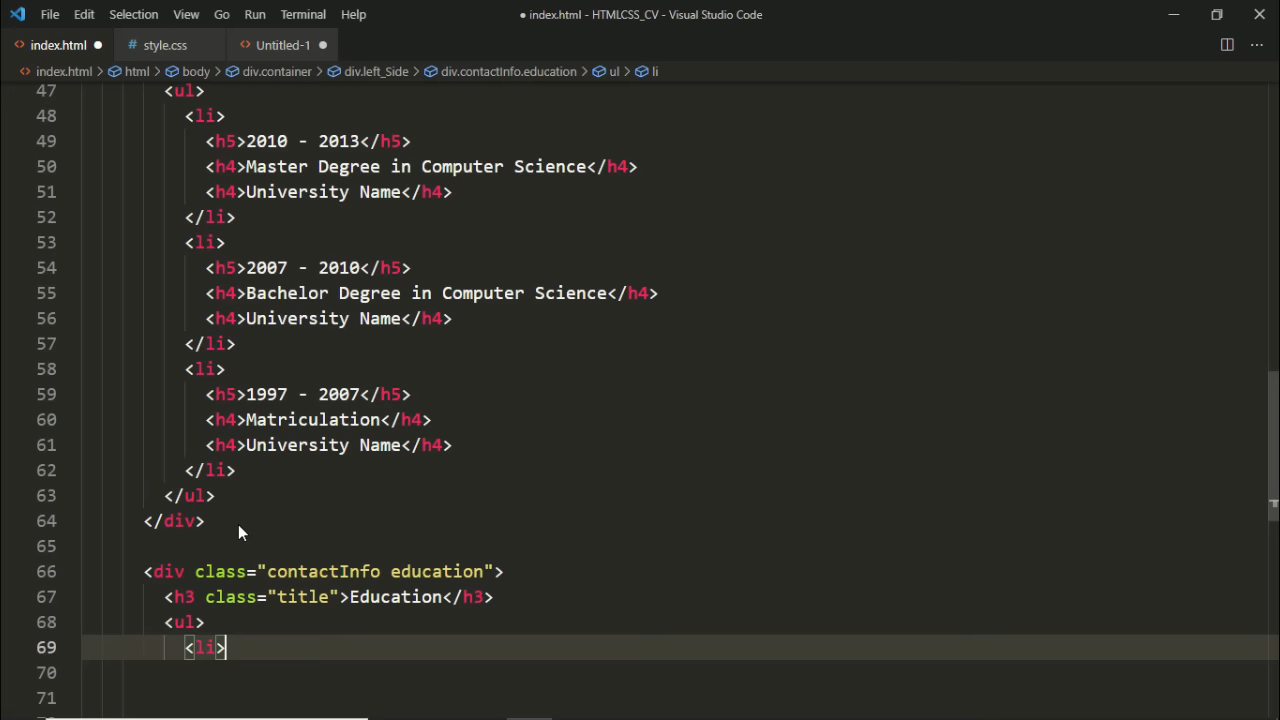 File Edit Selection View Go Run Terminal Help ● index.html - HTMLCSS_CV - Visual Studio Code
<> index.html ● # style.css <> Untitled-1 ●
<> index.html > html > body > div.container > div.left_Side > div.contactInfo.education > ul > li
47 <ul>
48 <li>
49 <h5>2010 - 2013</h5>
50 <h4>Master Degree in Computer Science</h4>
51 <h4>University Name</h4>
52 </li>
53 <li>
54 <h5>2007 - 2010</h5>
55 <h4>Bachelor Degree in Computer Science</h4>
56 <h4>University Name</h4>
57 </li>
58 <li>
59 <h5>1997 - 2007</h5>
60 <h4>Matriculation</h4>
61 <h4>University Name</h4>
62 </li>
63 </ul>
64 </div>
65
66 <div class="contactInfo education">
67 <h3 class="title">Education</h3>
68 <ul>
69 <li>
70
71